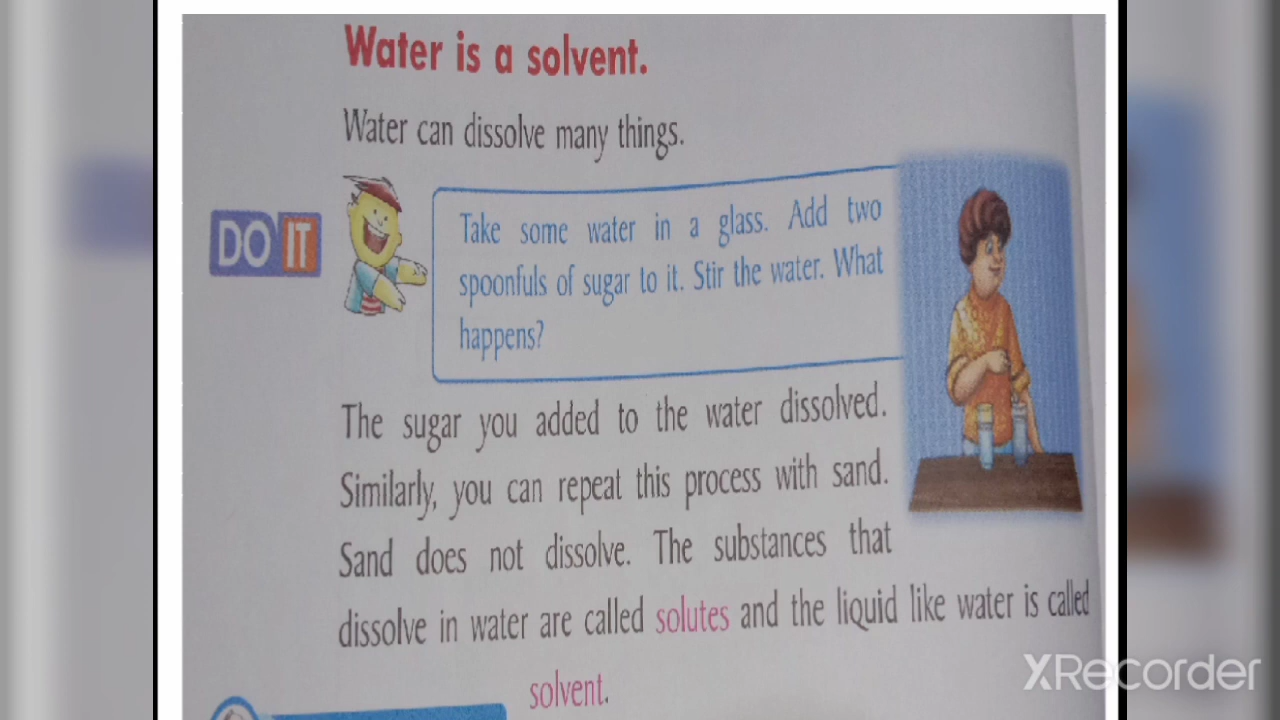 Water is a solvent.
Water can dissolve many things.
DO IT
Take some water in a glass. Add two
spoonfuls of sugar to it. Stir the water. What
happens?
The sugar you added to the water dissolved.
Similarly, you can repeat this process with sand.
Sand does not dissolve. The substances that
dissolve in water are called solutes and the liquid like water is called
solvent.
XRecorder